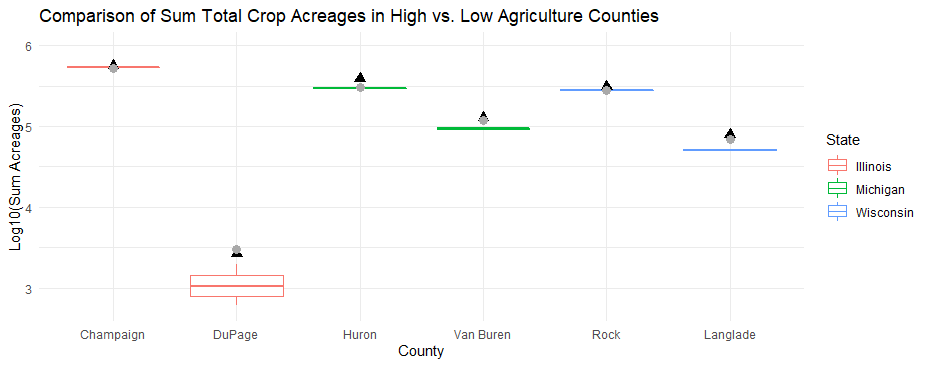 Comparison of Sum Total Crop Acreages in High vs. Low Agriculture Counties
Log10(Sum Acreages)
6
5
4
3
Champaign
DuPage
Huron
Van Buren
Rock
Langlade
County
State
Illinois
Michigan
Wisconsin